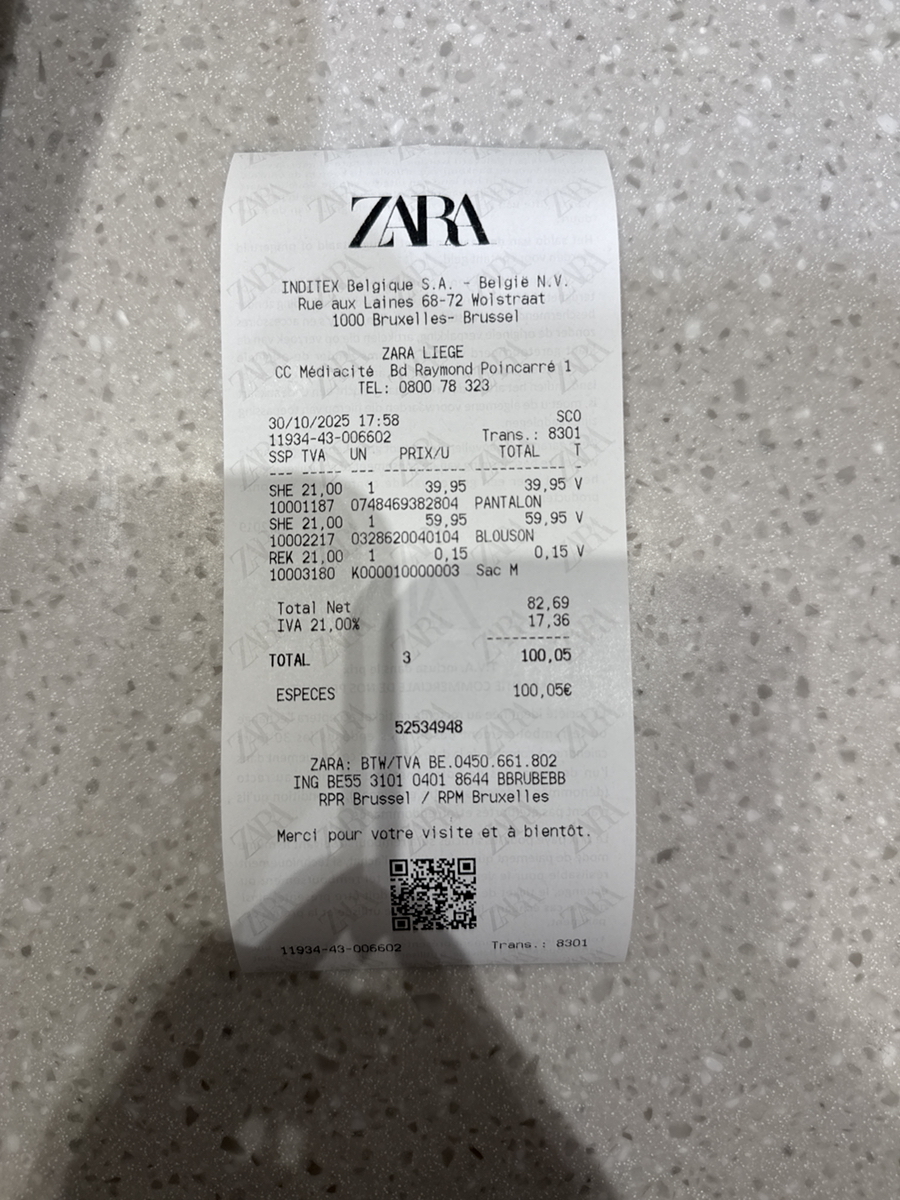 ZARA
INDITEX Belgique S.A. - België N.V.
Rue aux Laines 68-72 Wolstraat
1000 Bruxelles- Brussel
ZARA LIEGE
CC Médiacité Bd Raymond Poincarré 1
TEL: 0800 78 323
30/10/2025 17:58 SCO
11934-43-006602 Trans.: 8301
SSP TVA UN PRIX/U TOTAL T
--- ----- --- ---------- ----------- -
SHE 21,00 1 39,95 39,95 V
10001187 0748469382804 PANTALON
SHE 21,00 1 59,95 59,95 V
10002217 0328620040104 BLOUSON
REK 21,00 1 0,15 0,15 V
10003180 K000010000003 Sac M
Total Net 82,69
IVA 21,00% 17,36
----------
TOTAL 3 100,05
ESPECES 100,05€
52534948
ZARA: BTW/TVA BE.0450.661.802
ING BE55 3101 0401 8644 BBRUBEBB
RPR Brussel / RPM Bruxelles
Merci pour votre visite et à bientôt.
11934-43-006602 Trans.: 8301